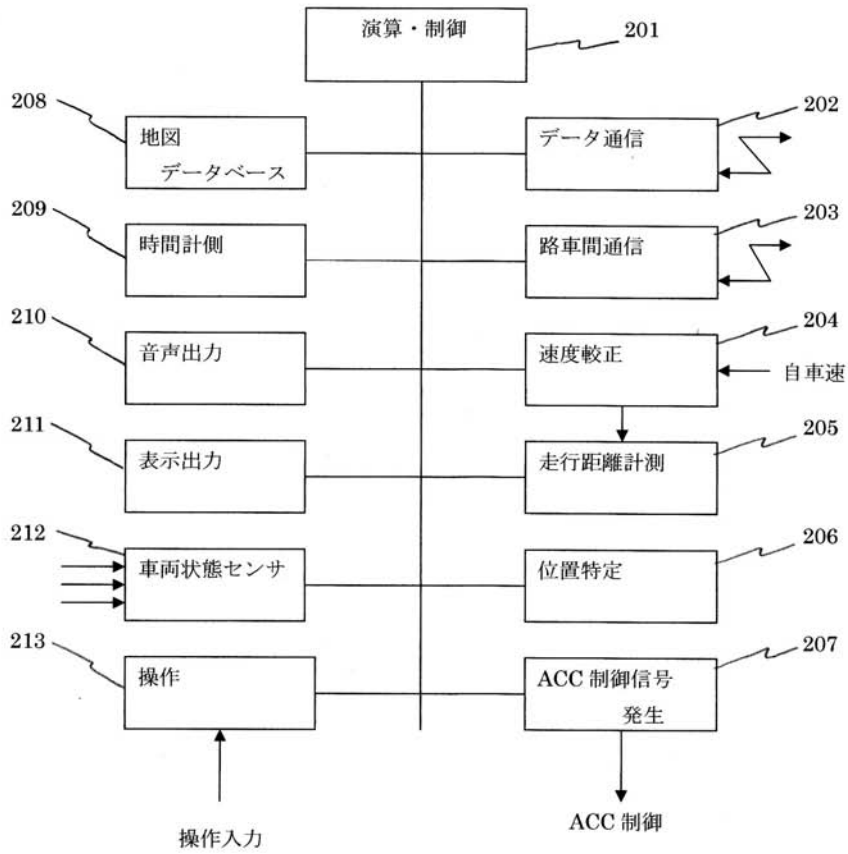 演算・制御
201
208
地図
データベース
202
データ通信
209
時間計側
203
路車間通信
210
音声出力
204
速度較正
自車速
211
表示出力
205
走行距離計測
212
車両状態センサ
206
位置特定
213
操作
207
ACC 制御信号
発生
操作入力
ACC 制御